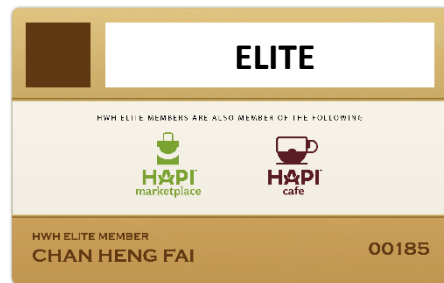 ELITE
HWH ELITE MEMBERS ARE ALSO MEMBER OF THE FOLLOWING
HAPI
marketplace
HAPI
cafe
HWH ELITE MEMBER
CHAN HENG FAI
00185